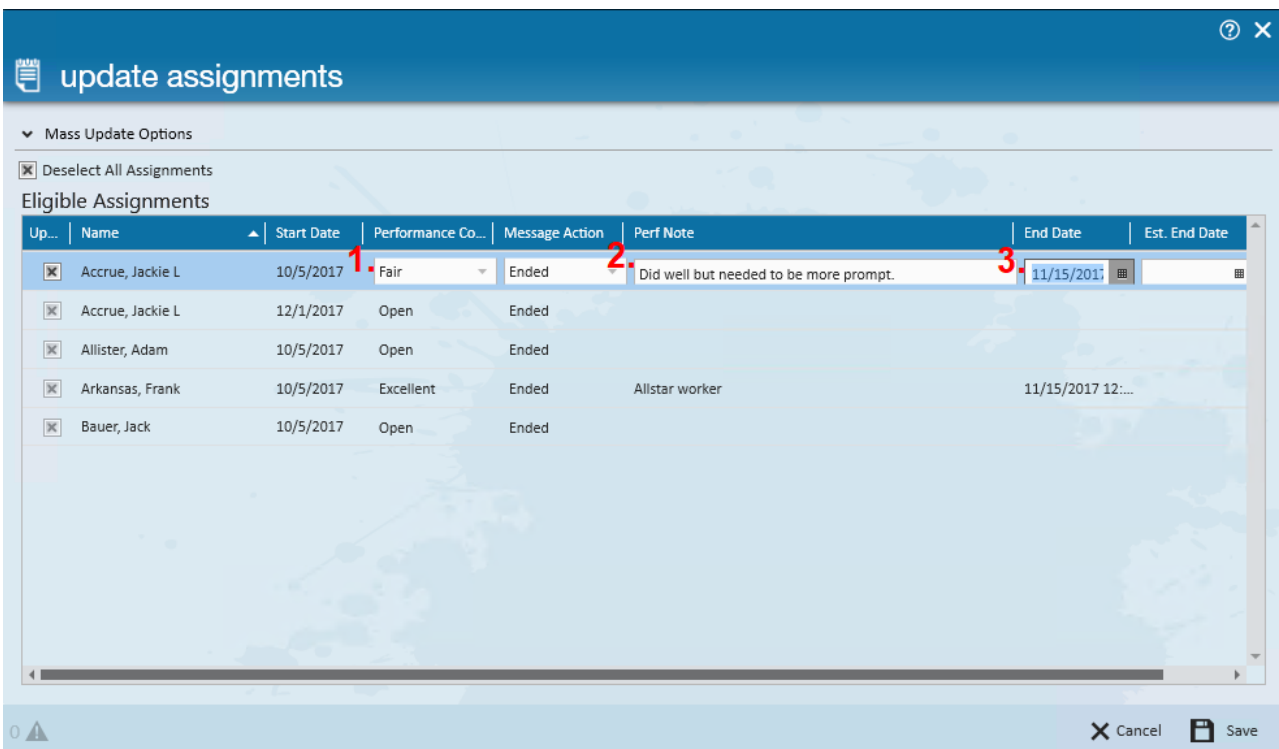 update assignments
Mass Update Options
Deselect All Assignments
Eligible Assignments
Up... Name Start Date Performance Co... Message Action Perf Note End Date Est. End Date
Accrue, Jackie L 10/5/2017 1. Fair Ended 2. Did well but needed to be more prompt. 3. 11/15/2017
Accrue, Jackie L 12/1/2017 Open Ended
Allister, Adam 10/5/2017 Open Ended
Arkansas, Frank 10/5/2017 Excellent Ended Allstar worker 11/15/2017 12:...
Bauer, Jack 10/5/2017 Open Ended
0 Cancel Save